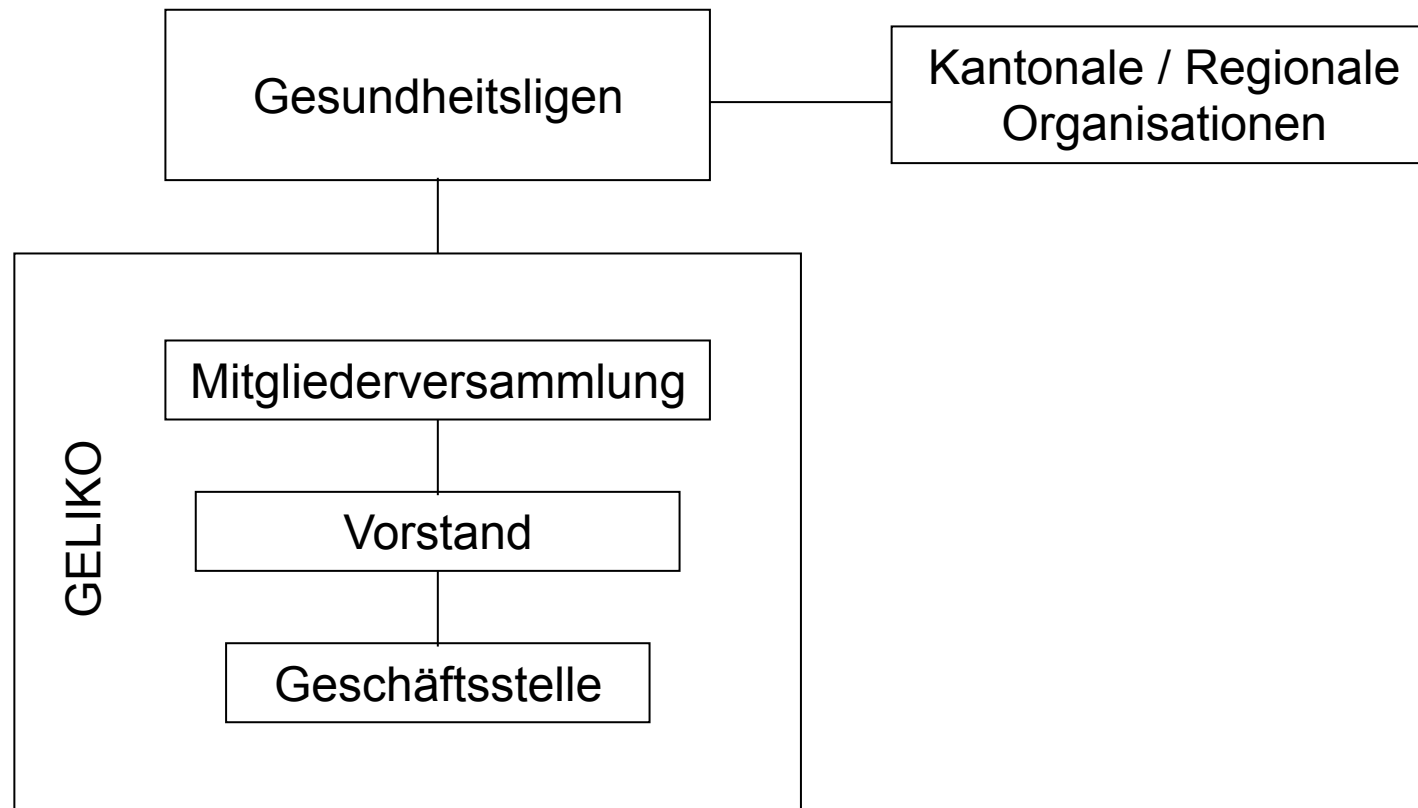 Gesundheitsligen
Kantonale / Regionale
Organisationen
GELIKO
Mitgliederversammlung
Vorstand
Geschäftsstelle